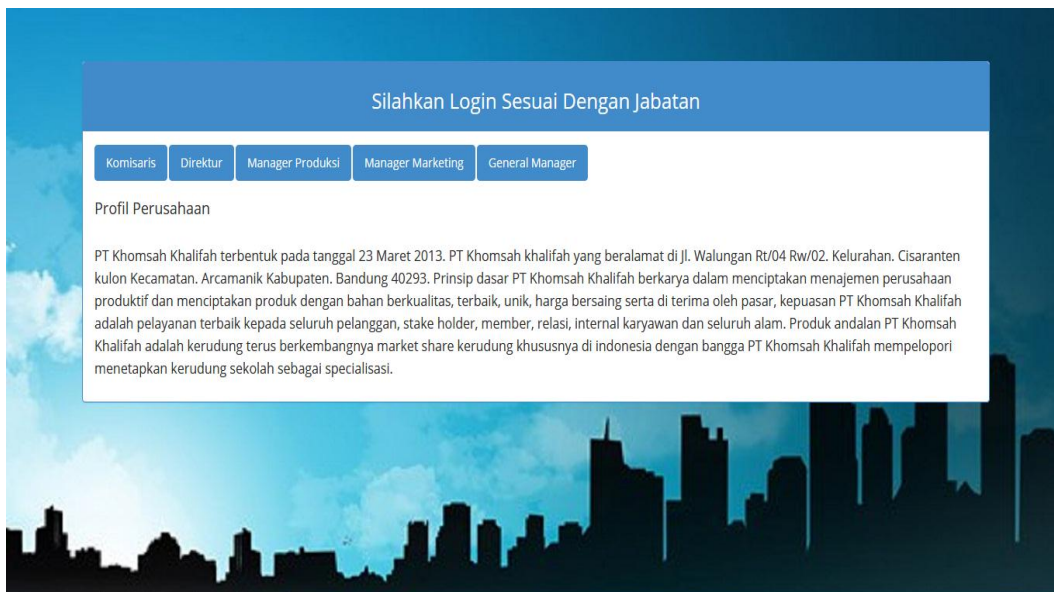 Silahkan Login Sesuai Dengan Jabatan
Komisaris Direktur Manager Produksi Manager Marketing General Manager
Profil Perusahaan
PT Khomsah Khalifah terbentuk pada tanggal 23 Maret 2013. PT Khomsah khalifah yang beralamat di Jl. Walungan Rt/04 Rw/02. Kelurahan. Cisaranten
kulon Kecamatan. Arcamanik Kabupaten. Bandung 40293. Prinsip dasar PT Khomsah Khalifah berkarya dalam menciptakan menajemen perusahaan
produktif dan menciptakan produk dengan bahan berkualitas, terbaik, unik, harga bersaing serta di terima oleh pasar, kepuasan PT Khomsah Khalifah
adalah pelayanan terbaik kepada seluruh pelanggan, stake holder, member, relasi, internal karyawan dan seluruh alam. Produk andalan PT Khomsah
Khalifah adalah kerudung terus berkembangnya market share kerudung khususnya di indonesia dengan bangga PT Khomsah Khalifah mempelopori
menetapkan kerudung sekolah sebagai specialisasi.